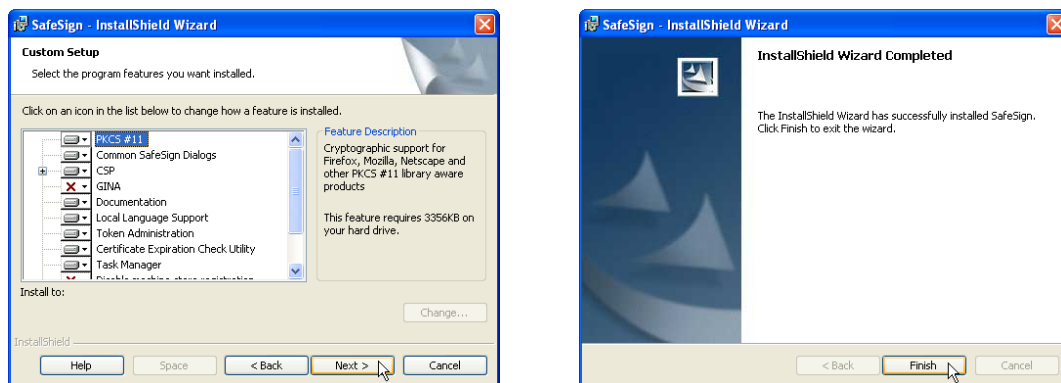 SafeSign - InstallShield Wizard
Custom Setup
Select the program features you want installed.
Click on an icon in the list below to change how a feature is installed.
PKCS #11
Common SafeSign Dialogs
CSP
GINA
Documentation
Local Language Support
Token Administration
Certificate Expiration Check Utility
Task Manager
Feature Description
Cryptographic support for
Firefox, Mozilla, Netscape and
other PKCS #11 library aware
products
This feature requires 3356KB on
your hard drive.
Install to:
Change...
InstallShield
Help
Space
< Back
Next >
Cancel
SafeSign - InstallShield Wizard
InstallShield Wizard Completed
The InstallShield Wizard has successfully installed SafeSign.
Click Finish to exit the wizard.
< Back
Finish
Cancel